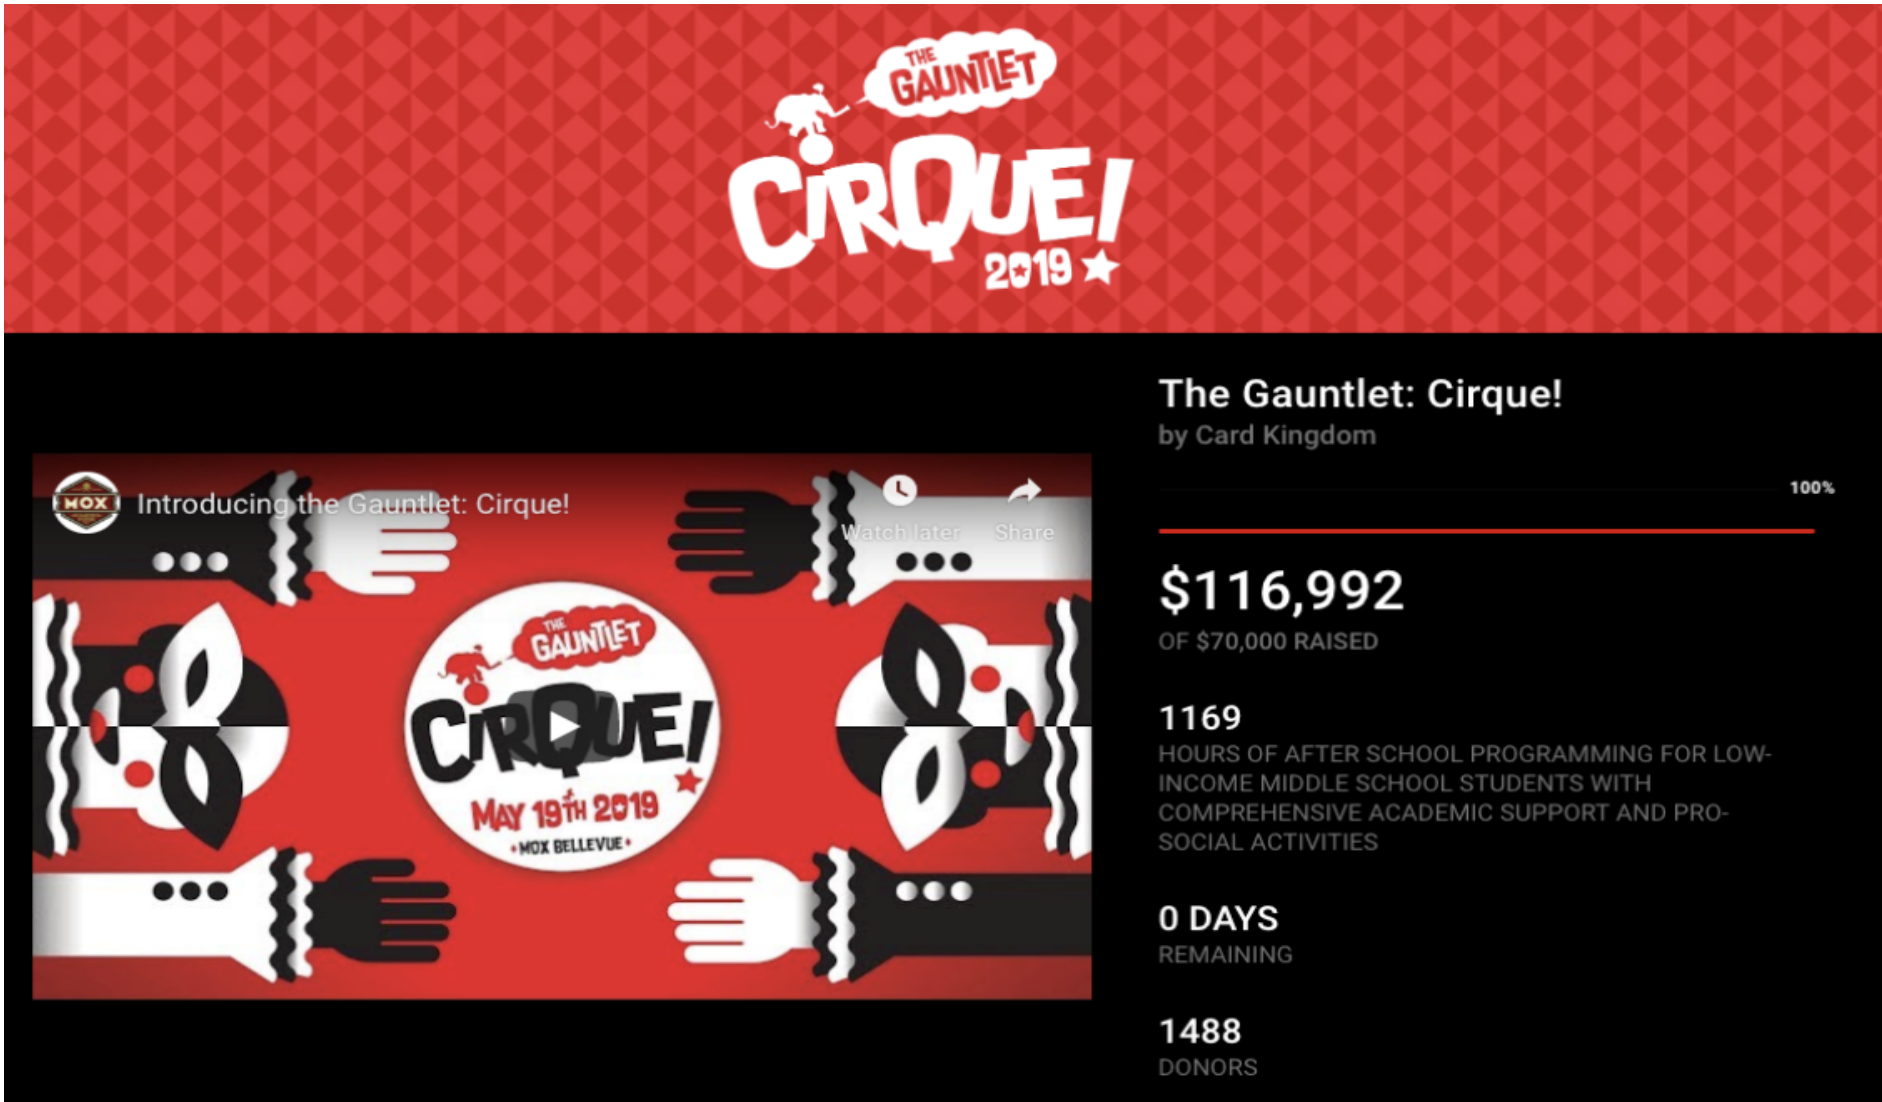 THE
GAUNTLET
CIRQUE!
2019
The Gauntlet: Cirque!
by Card Kingdom
100%
MOX
Introducing the Gauntlet: Cirque!
Watch later
Share
THE
GAUNTLET
CIRQUE!
MAY 19TH 2019
•MOX BELLEVUE•
$116,992
OF $70,000 RAISED
1169
HOURS OF AFTER SCHOOL PROGRAMMING FOR LOW-
INCOME MIDDLE SCHOOL STUDENTS WITH
COMPREHENSIVE ACADEMIC SUPPORT AND PRO-
SOCIAL ACTIVITIES
0 DAYS
REMAINING
1488
DONORS